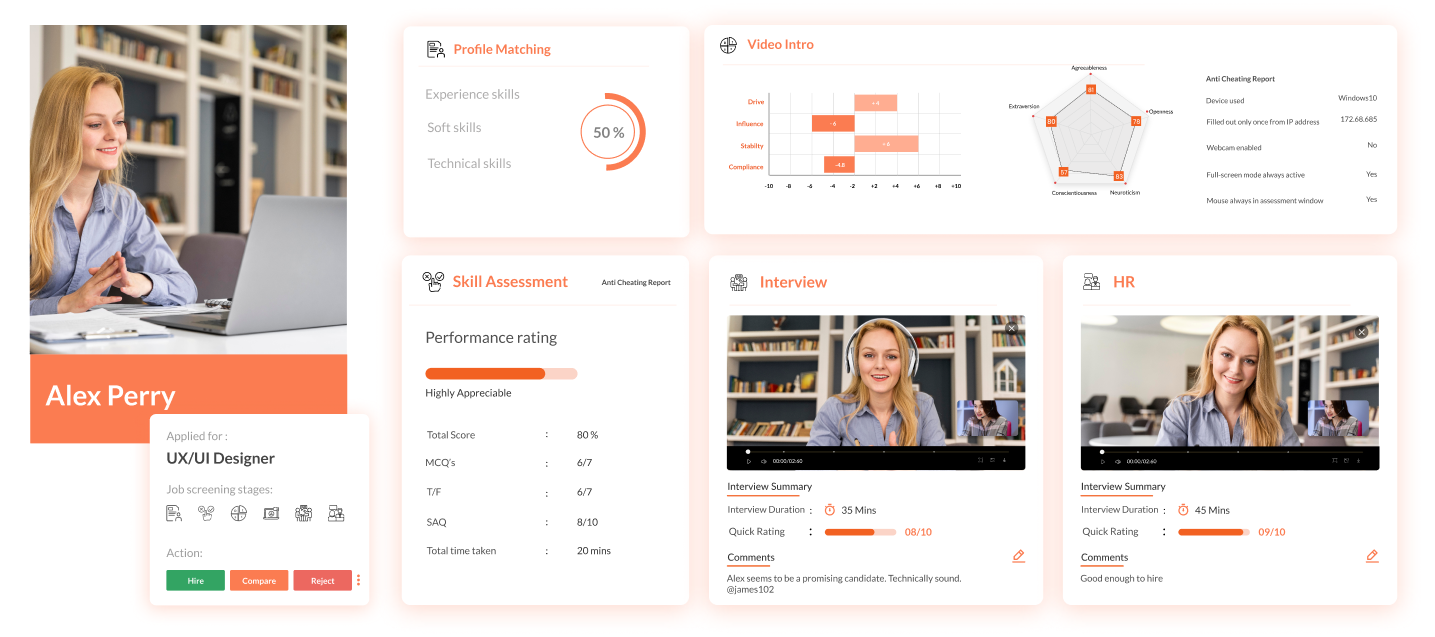 Alex Perry
Applied for :
UX/UI Designer
Job screening stages:
Action:
Hire Compare Reject
Profile Matching
Experience skills
Soft skills
Technical skills
50 %
Video Intro
Drive
Influence
Stabilty
Compliance
+ 4
- 6
+ 6
-4.8
-10 -8 -6 -4 -2 +2 +4 +6 +8 +10
Agreeableness
Extraversion
Openness
Conscientiousness
Neuroticism
81
80
78
57
83
Anti Cheating Report
Device used Windows10
Filled out only once from IP address 172.68.685
Webcam enabled No
Full-screen mode always active Yes
Mouse always in assessment window Yes
Skill Assessment
Anti Cheating Report
Performance rating
Highly Appreciable
Total Score : 80 %
MCQ's : 6/7
T/F : 6/7
SAQ : 8/10
Total time taken : 20 mins
Interview
00:00/02:60
Interview Summary
Interview Duration : 35 Mins
Quick Rating : 08/10
Comments
Alex seems to be a promising candidate. Technically sound.
@james102
HR
00:00/02:60
Interview Summary
Interview Duration : 45 Mins
Quick Rating : 09/10
Comments
Good enough to hire